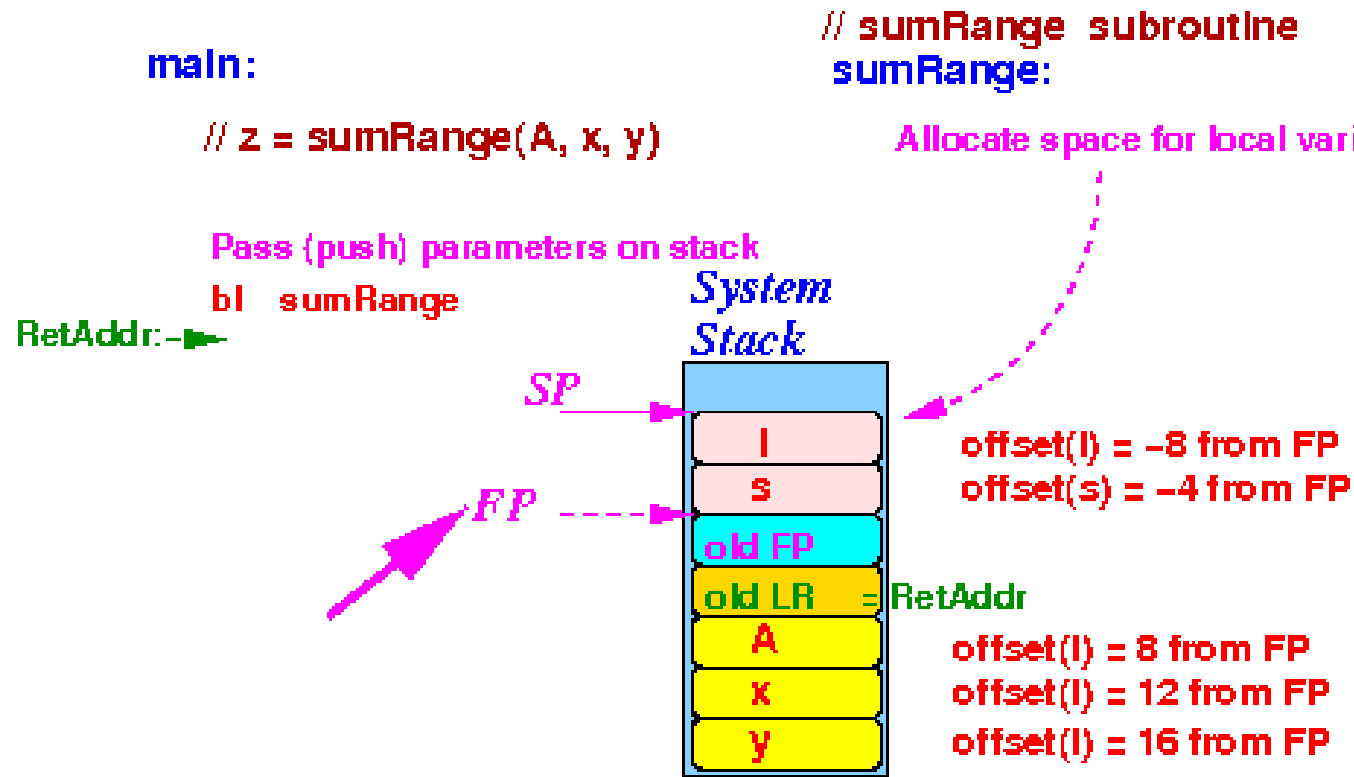 // sumRange subroutine
main:
sumRange:
// z = sumRange(A, x, y)
Allocate space for local vari
Pass (push) parameters on stack
bl sumRange
RetAddr:
System
Stack
SP
i
offset(i) = -8 from FP
s
offset(s) = -4 from FP
FP
old FP
old LR = RetAddr
A
offset(i) = 8 from FP
x
offset(i) = 12 from FP
y
offset(i) = 16 from FP